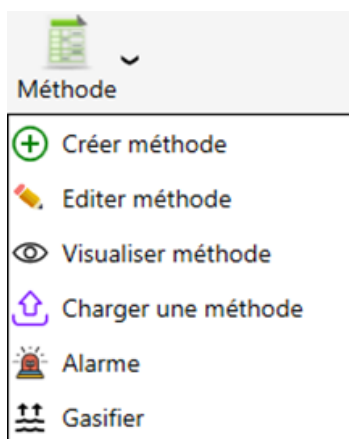 Méthode
Créer méthode
Editer méthode
Visualiser méthode
Charger une méthode
Alarme
Gasifier